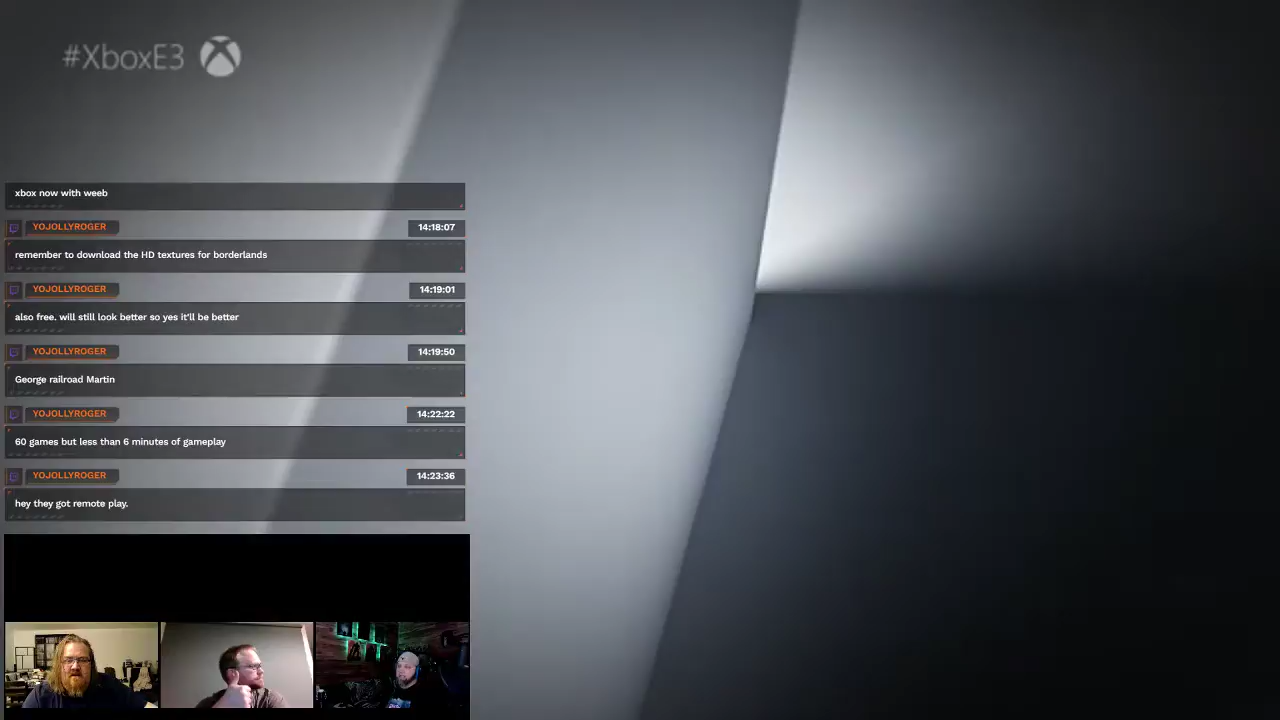 #XboxE3
xbox now with weeb
YOJOLLYROGER 14:18:07
remember to download the HD textures for borderlands
YOJOLLYROGER 14:19:01
also free. will still look better so yes it'll be better
YOJOLLYROGER 14:19:50
George railroad Martin
YOJOLLYROGER 14:22:22
60 games but less than 6 minutes of gameplay
YOJOLLYROGER 14:23:36
hey they got remote play.